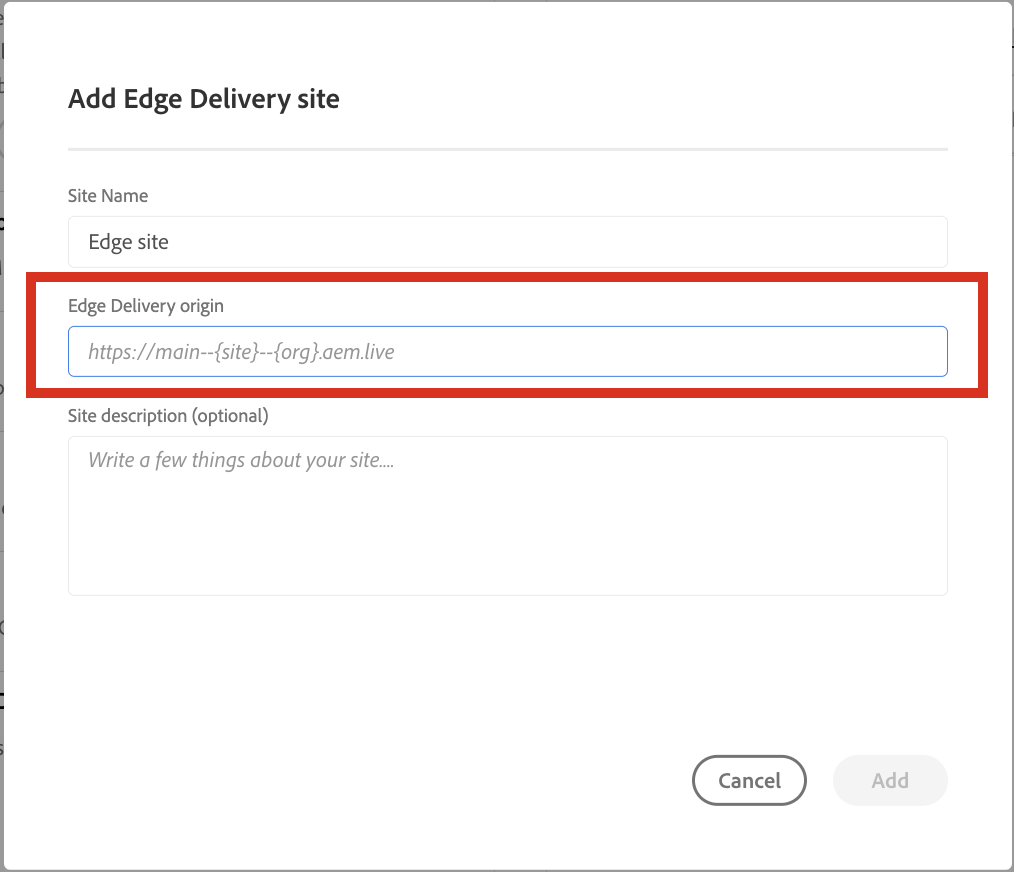 Add Edge Delivery site
Site Name
Edge site
Edge Delivery origin
https://main--{site}--{org}.aem.live
Site description (optional)
Write a few things about your site....
Cancel
Add